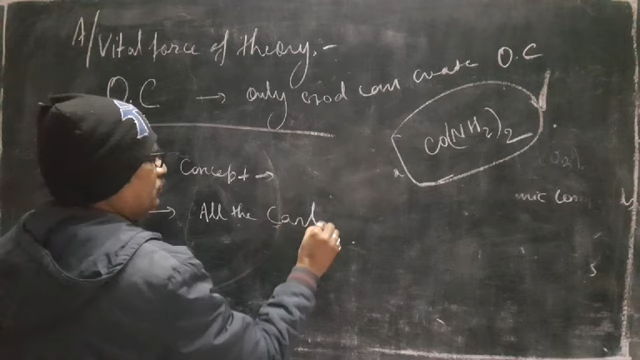 A/ Vital force of theory.-
O.C → only God can create O.C
CO(NH2)2
Concept →
→ All the Carb